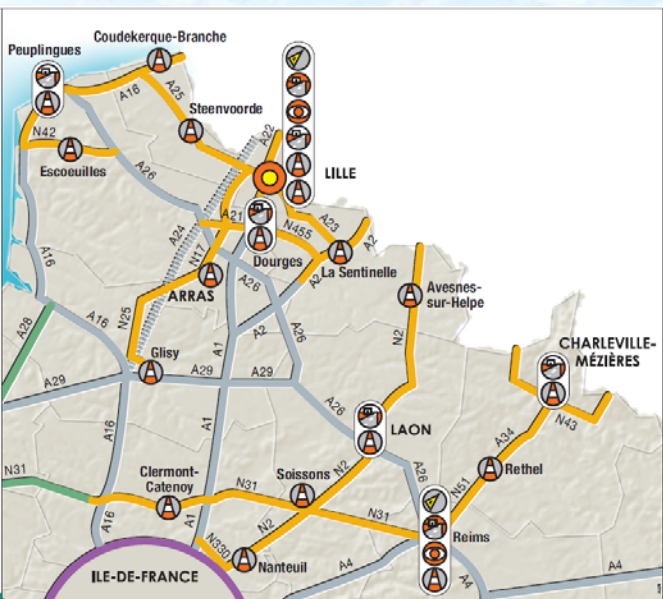 Coudekerque-Branche
Peuplingues
A16
A25
Steenvoorde
N42
A22
Escoeuilles
A26
LILLE
A21
A23
N455
A24
A2
N17
Dourges
La Sentinelle
A16
A26
A2
Avesnes-
sur-Helpe
ARRAS
N25
A28
A16
A1
A2
N2
CHARLEVILLE-
MÉZIÈRES
A26
Glisy
A29
A29
A29
A26
N43
A16
A1
LAON
A34
N31
Clermont-
Catenoy
N31
Soissons
N2
A26
Rethel
N51
A16
A1
N2
N31
Reims
N330
Nanteuil
A4
A4
A4
ILE-DE-FRANCE